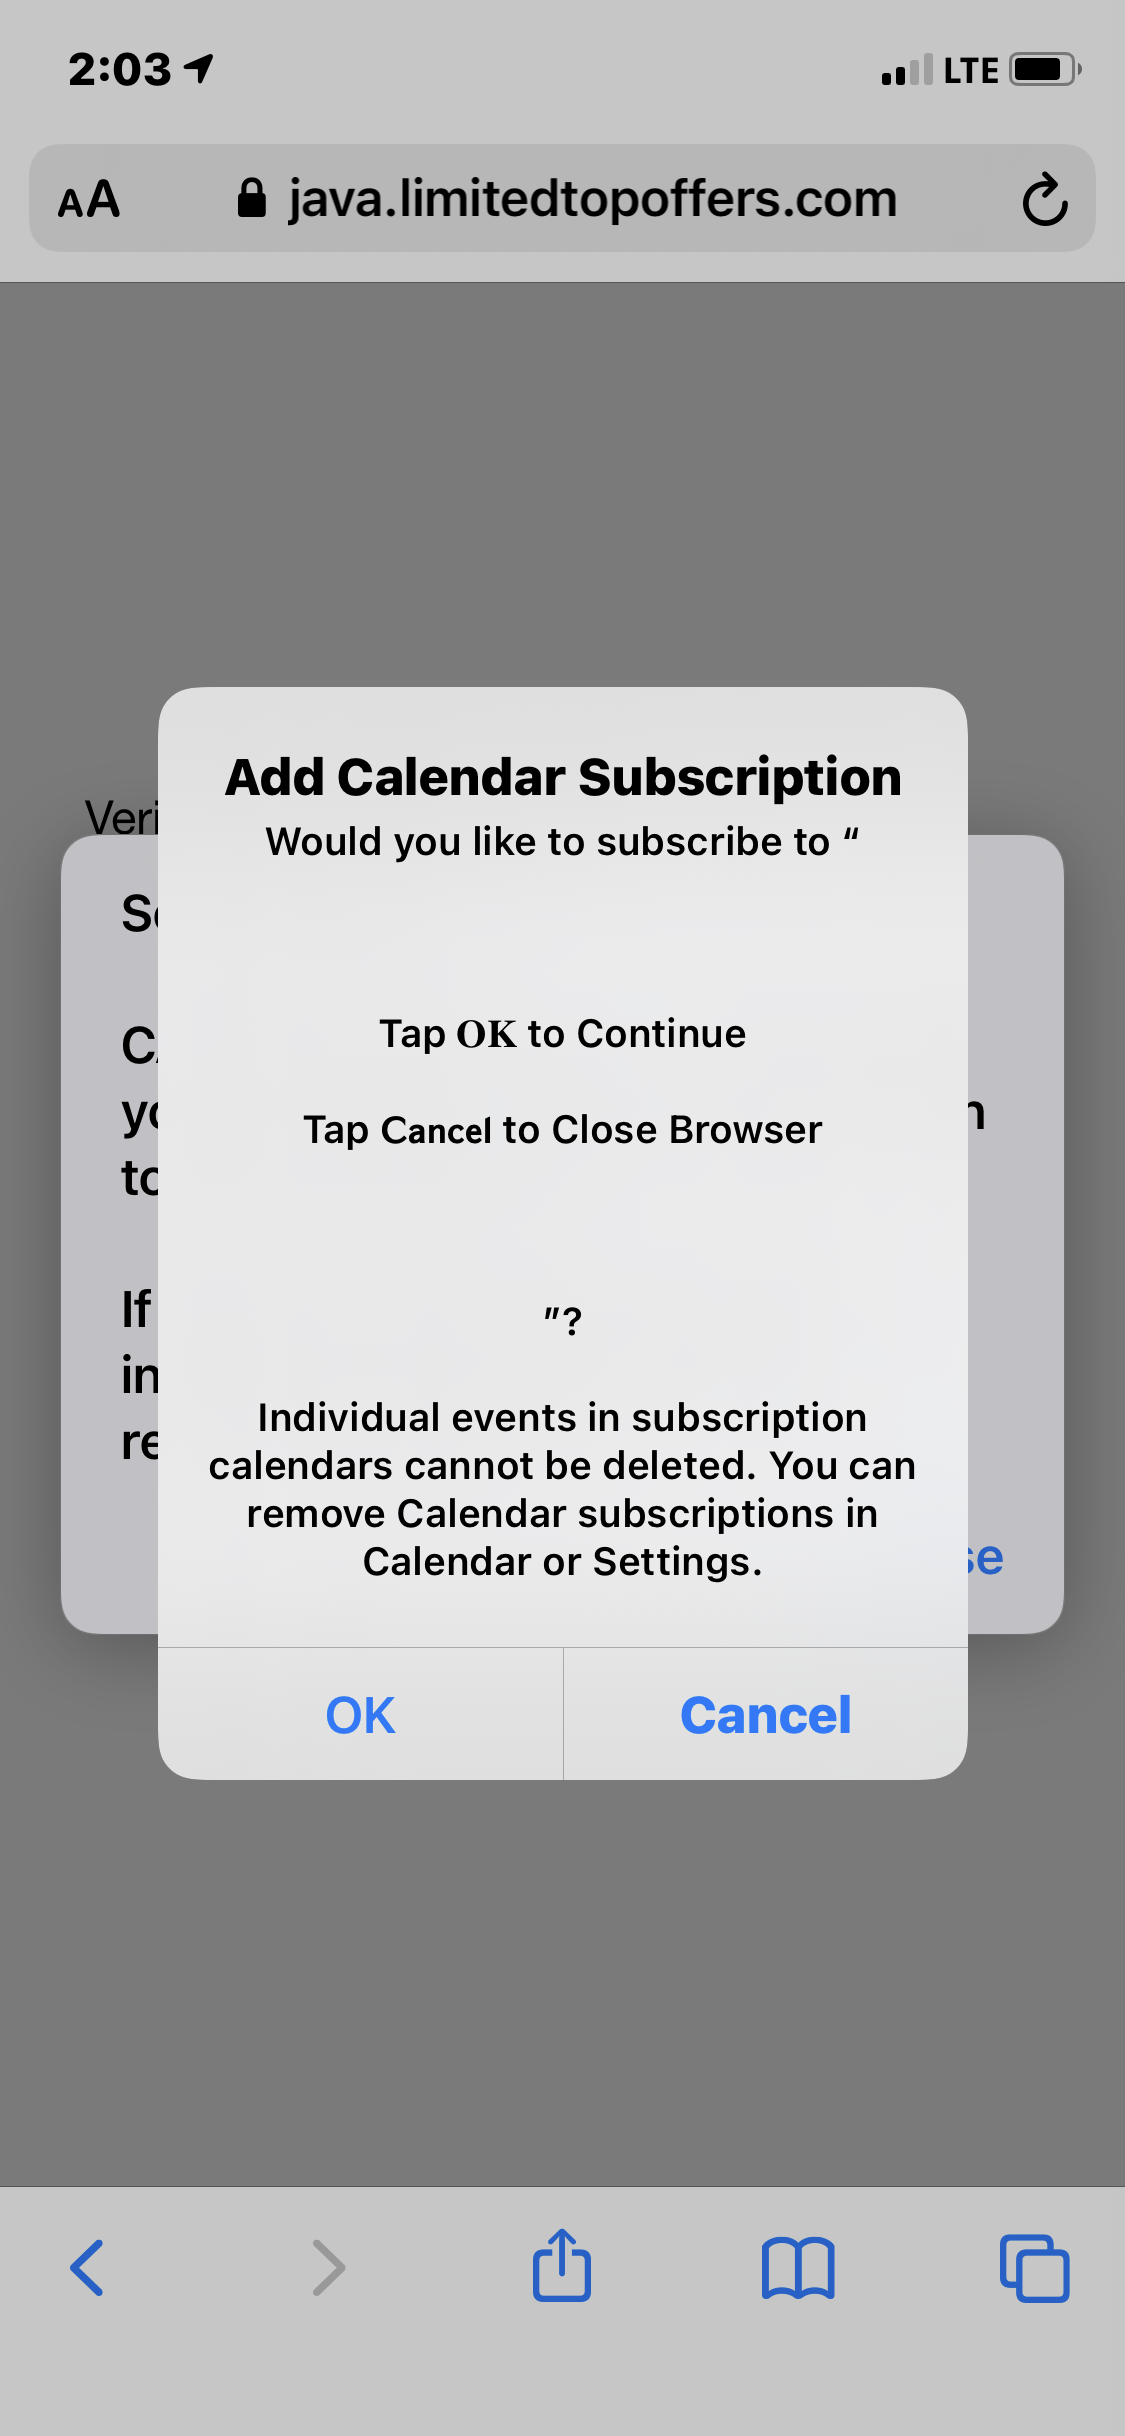 2:03
LTE
AA
java.limitedtopoffers.com
Add Calendar Subscription
Would you like to subscribe to “
Tap OK to Continue
Tap Cancel to Close Browser
”?
Individual events in subscription
calendars cannot be deleted. You can
remove Calendar subscriptions in
Calendar or Settings.
If
OK
Cancel